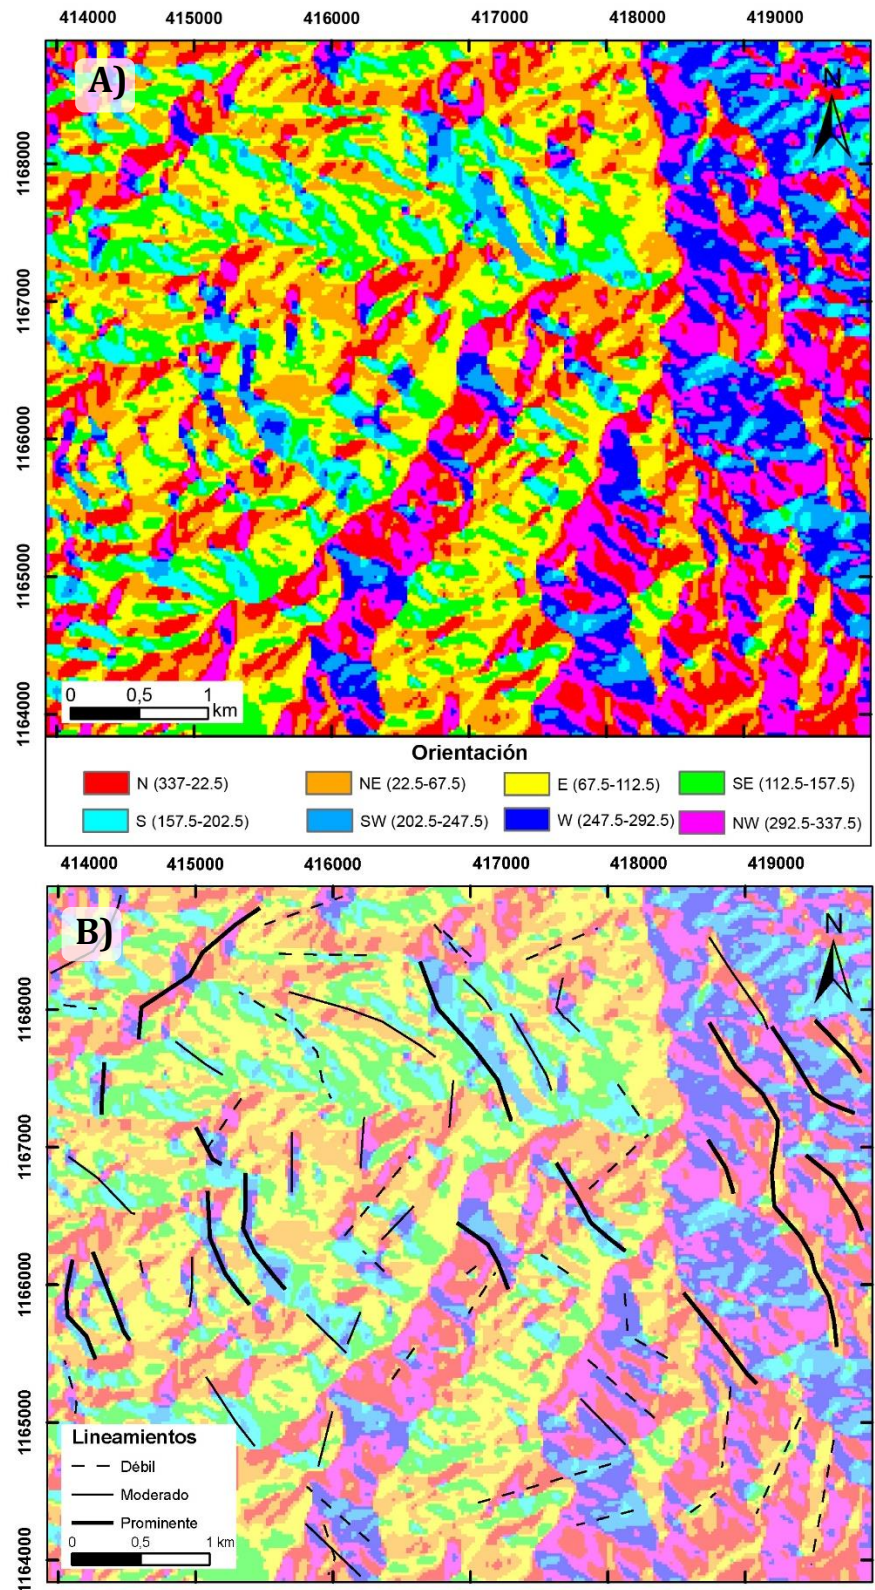 414000 415000 416000 417000 418000 419000
A)
N
1168000
1167000
1166000
1165000
1164000
0 0,5 1
km
Orientación
N (337-22.5) NE (22.5-67.5) E (67.5-112.5) SE (112.5-157.5)
S (157.5-202.5) SW (202.5-247.5) W (247.5-292.5) NW (292.5-337.5)
414000 415000 416000 417000 418000 419000
B)
N
1168000
1167000
1166000
1165000
1164000
Lineamientos
Débil
Moderado
Prominente
0 0,5 1 km